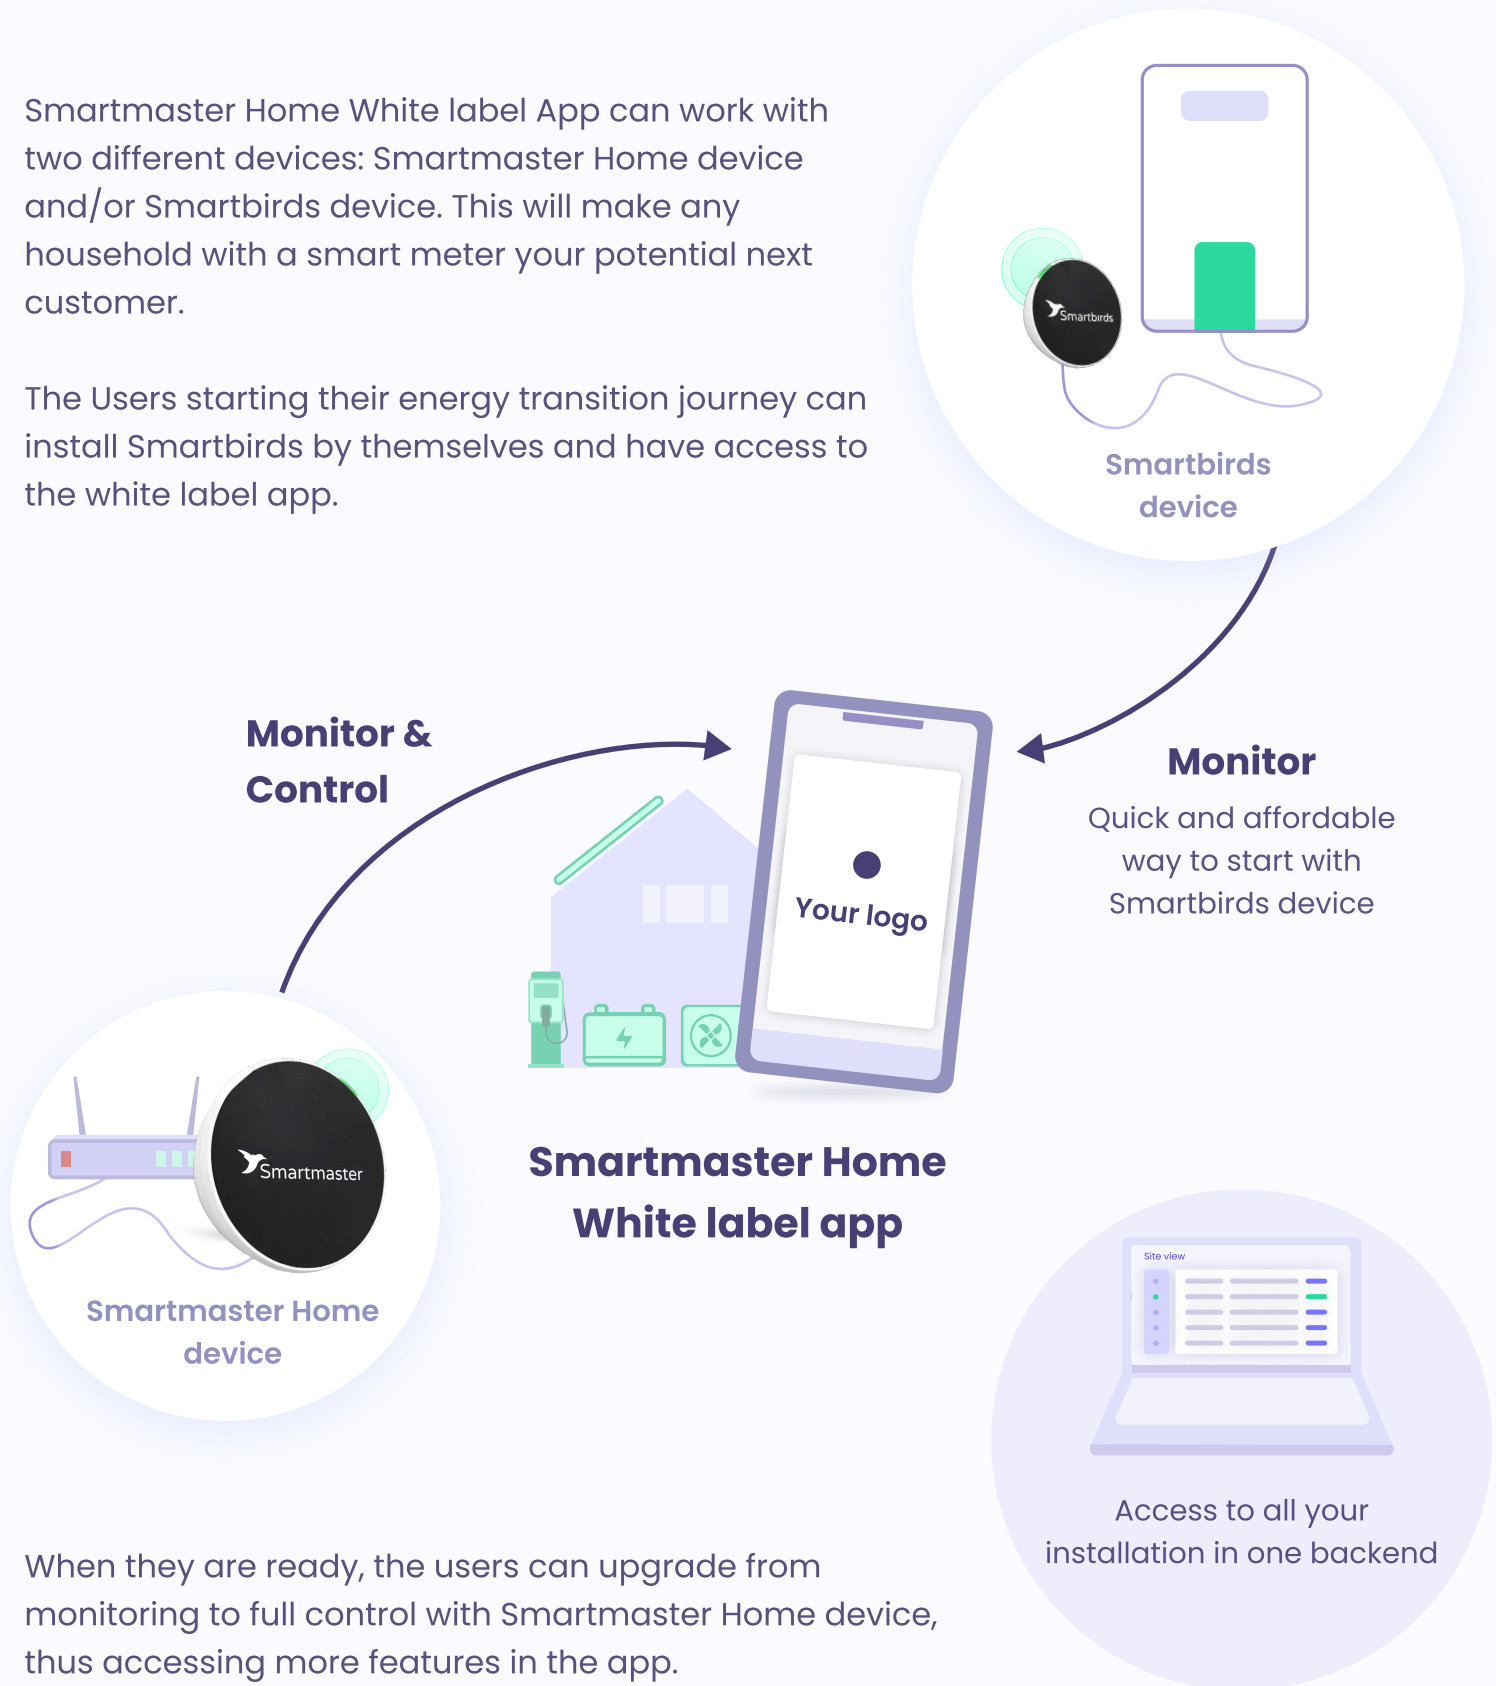 Smartmaster Home White label App can work with
two different devices: Smartmaster Home device
and/or Smartbirds device. This will make any
household with a smart meter your potential next
customer.
The Users starting their energy transition journey can
install Smartbirds by themselves and have access to
the white label app.
Smartbirds
Smartbirds
device
Monitor &
Control
Monitor
Quick and affordable
way to start with
Smartbirds device
Your logo
Smartmaster
Smartmaster Home
device
Smartmaster Home
White label app
Site view
Access to all your
installation in one backend
When they are ready, the users can upgrade from
monitoring to full control with Smartmaster Home device,
thus accessing more features in the app.